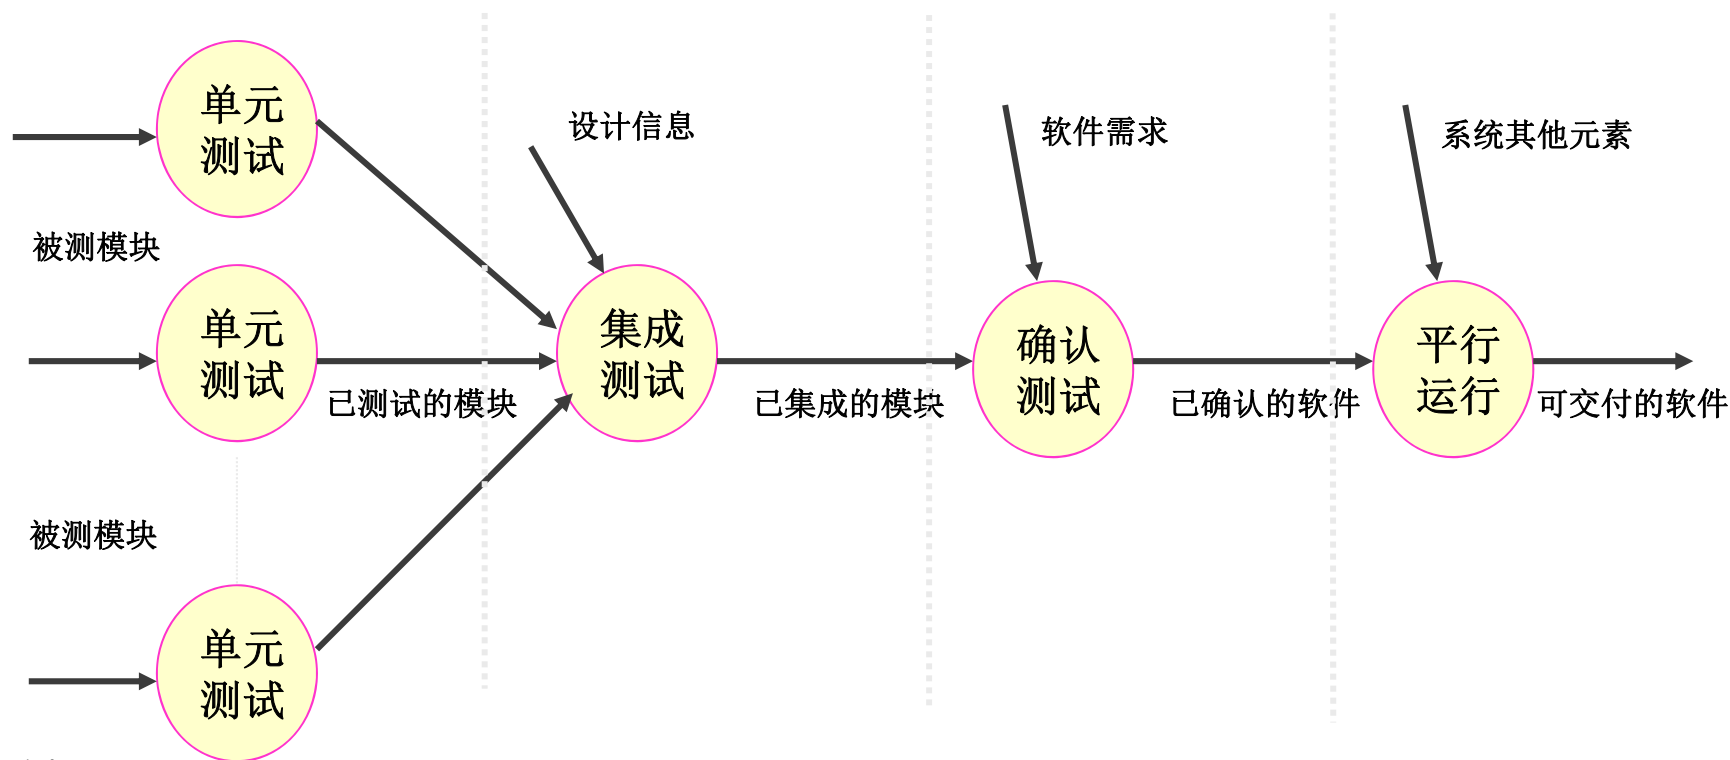 单元
测试
设计信息
软件需求
系统其他元素
被测模块
单元
测试
集成
测试
确认
测试
平行
运行
已测试的模块
已集成的模块
已确认的软件
可交付的软件
被测模块
单元
测试